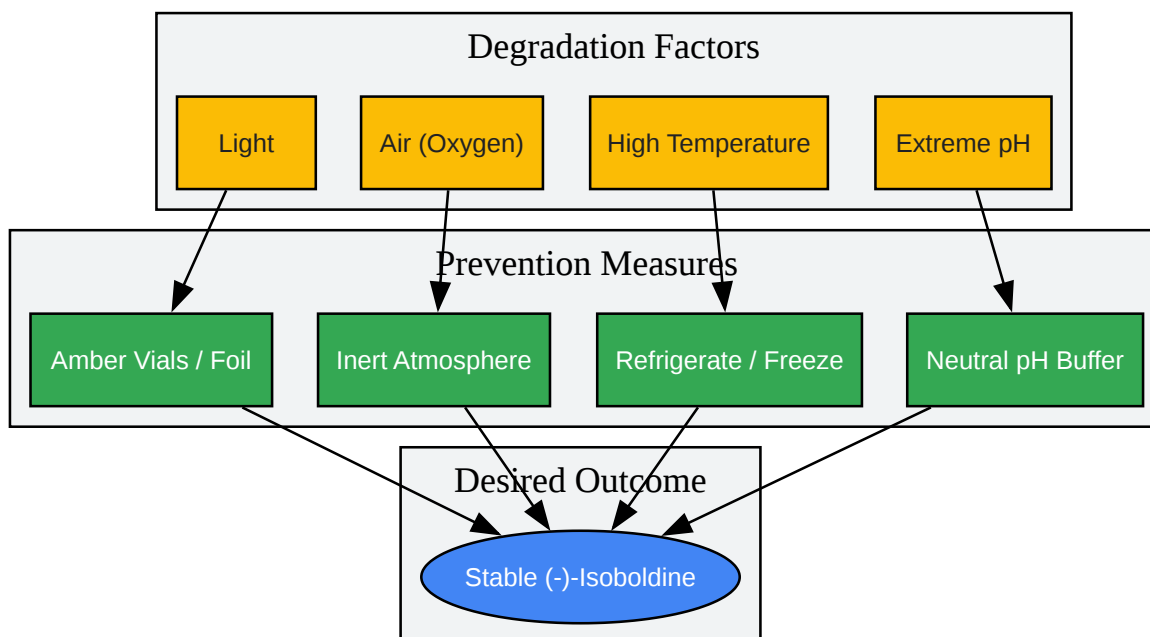 Degradation Factors
Light
Air (Oxygen)
High Temperature
Extreme pH
Prevention Measures
Amber Vials / Foil
Inert Atmosphere
Refrigerate / Freeze
Neutral pH Buffer
Desired Outcome
Stable (-)-Isoboldine